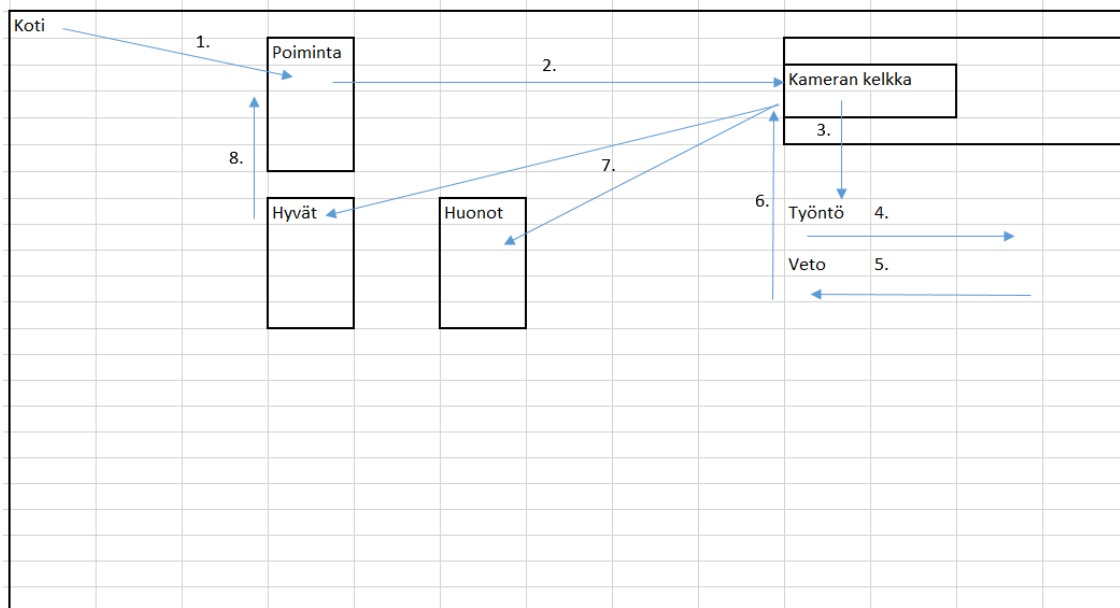 Koti
1.
Poiminta
2.
Kameran kelkka
3.
8.
7.
6.
Hyvät
Huonot
Työntö 4.
Veto 5.